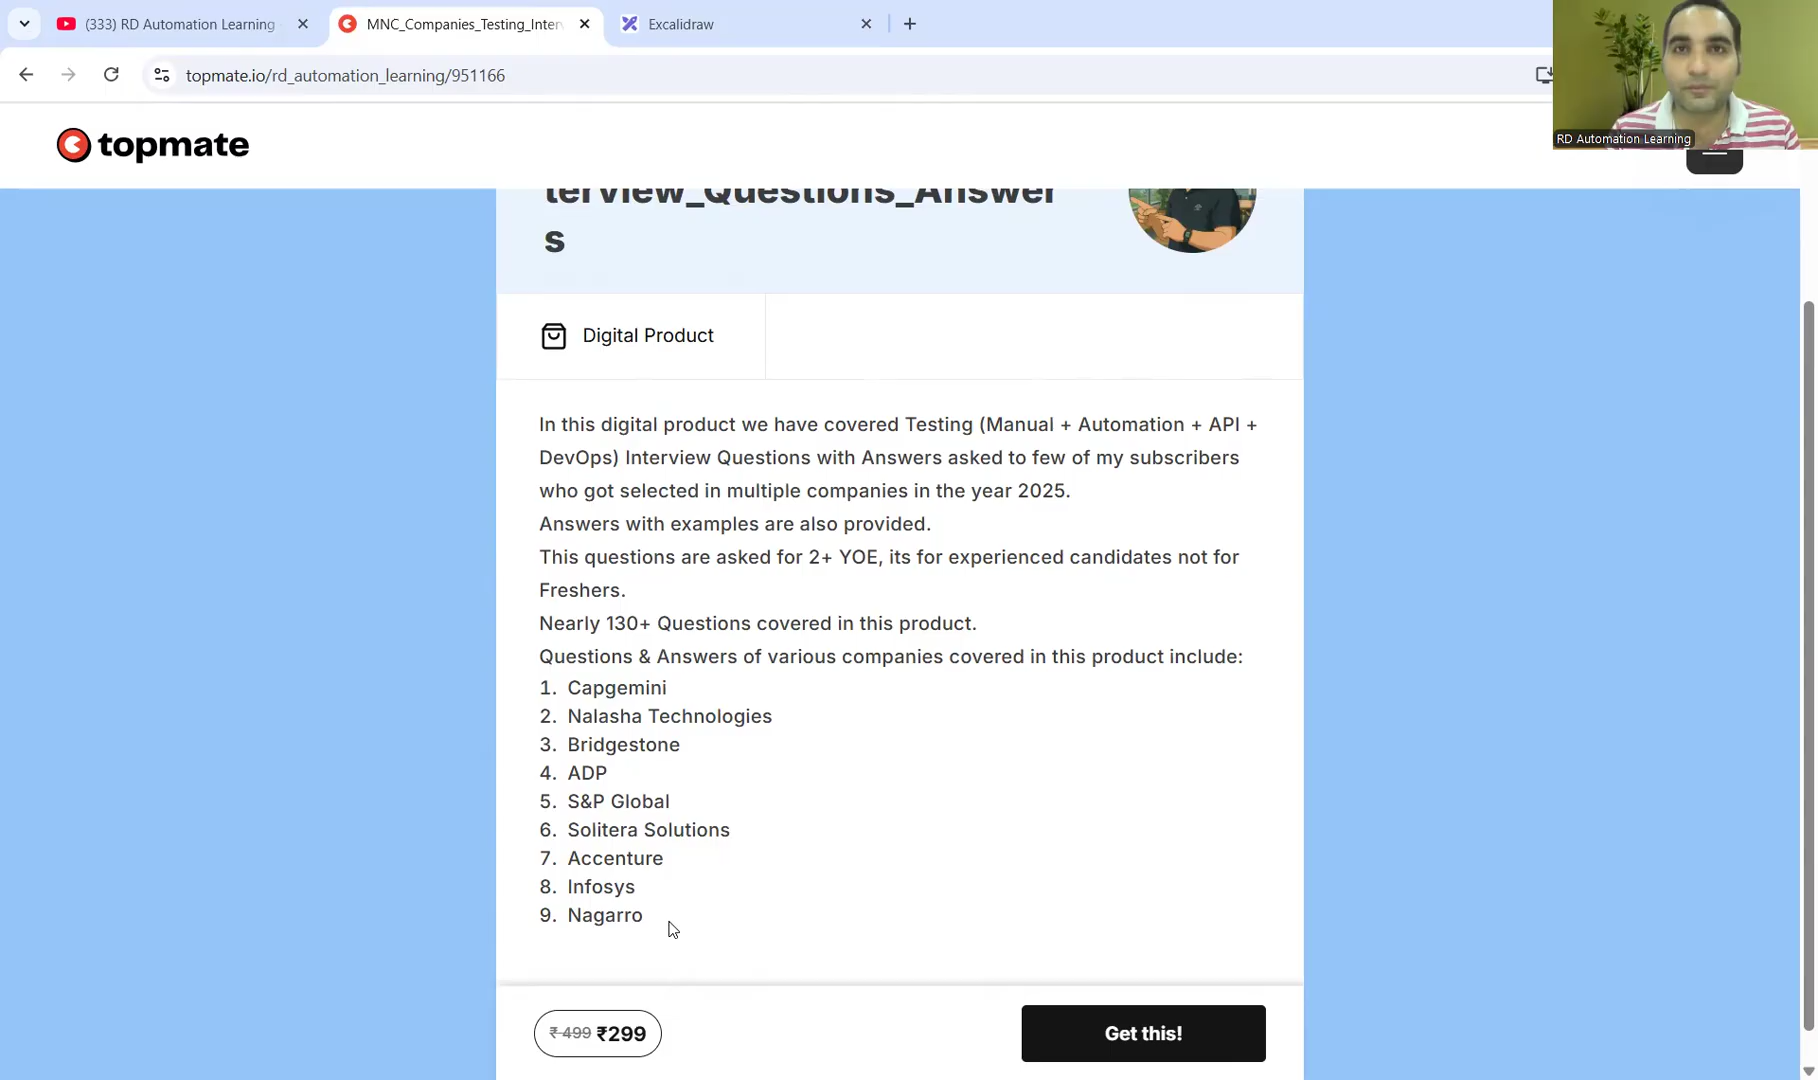 (333) RD Automation Learning
MNC_Companies_Testing_Inter
Excalidraw
topmate.io/rd_automation_learning/951166
RD Automation Learning
topmate
terview_Questions_Answer
s
Digital Product
In this digital product we have covered Testing (Manual + Automation + API +
DevOps) Interview Questions with Answers asked to few of my subscribers
who got selected in multiple companies in the year 2025.
Answers with examples are also provided.
This questions are asked for 2+ YOE, its for experienced candidates not for
Freshers.
Nearly 130+ Questions covered in this product.
Questions & Answers of various companies covered in this product include:
1. Capgemini
2. Nalasha Technologies
3. Bridgestone
4. ADP
5. S&P Global
6. Solitera Solutions
7. Accenture
8. Infosys
9. Nagarro
₹ 499 ₹299
Get this!